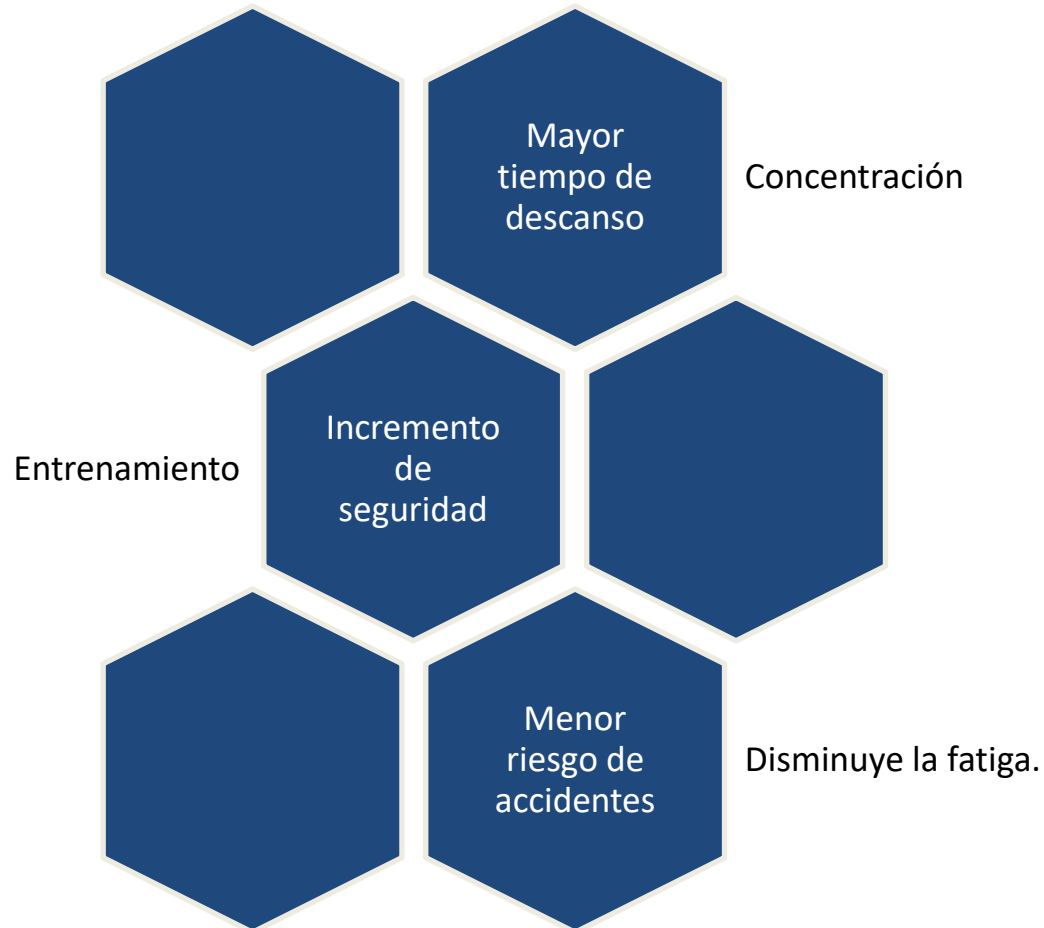 Mayor
tiempo de
descanso
Concentración
Entrenamiento
Incremento
de
seguridad
Menor
riesgo de
accidentes
Disminuye la fatiga.